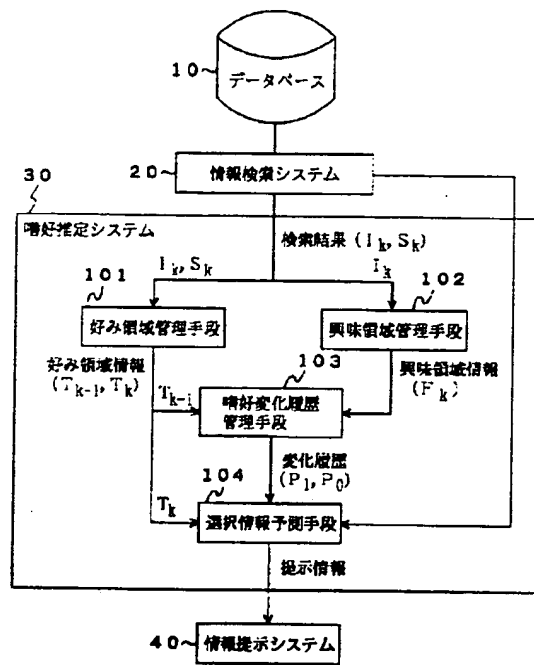 10
データベース
20
情報検索システム
30
嗜好推定システム
検索結果 (I_k, S_k)
I_k, S_k
I_k
101
102
好み領域管理手段
興味領域管理手段
好み領域情報
(T_{k-1}, T_k)
103
興味領域情報
(F_k)
T_{k-1}
嗜好変化履歴
管理手段
変化履歴
(P_1, P_0)
104
T_k
選択情報予測手段
提示情報
40
情報提示システム